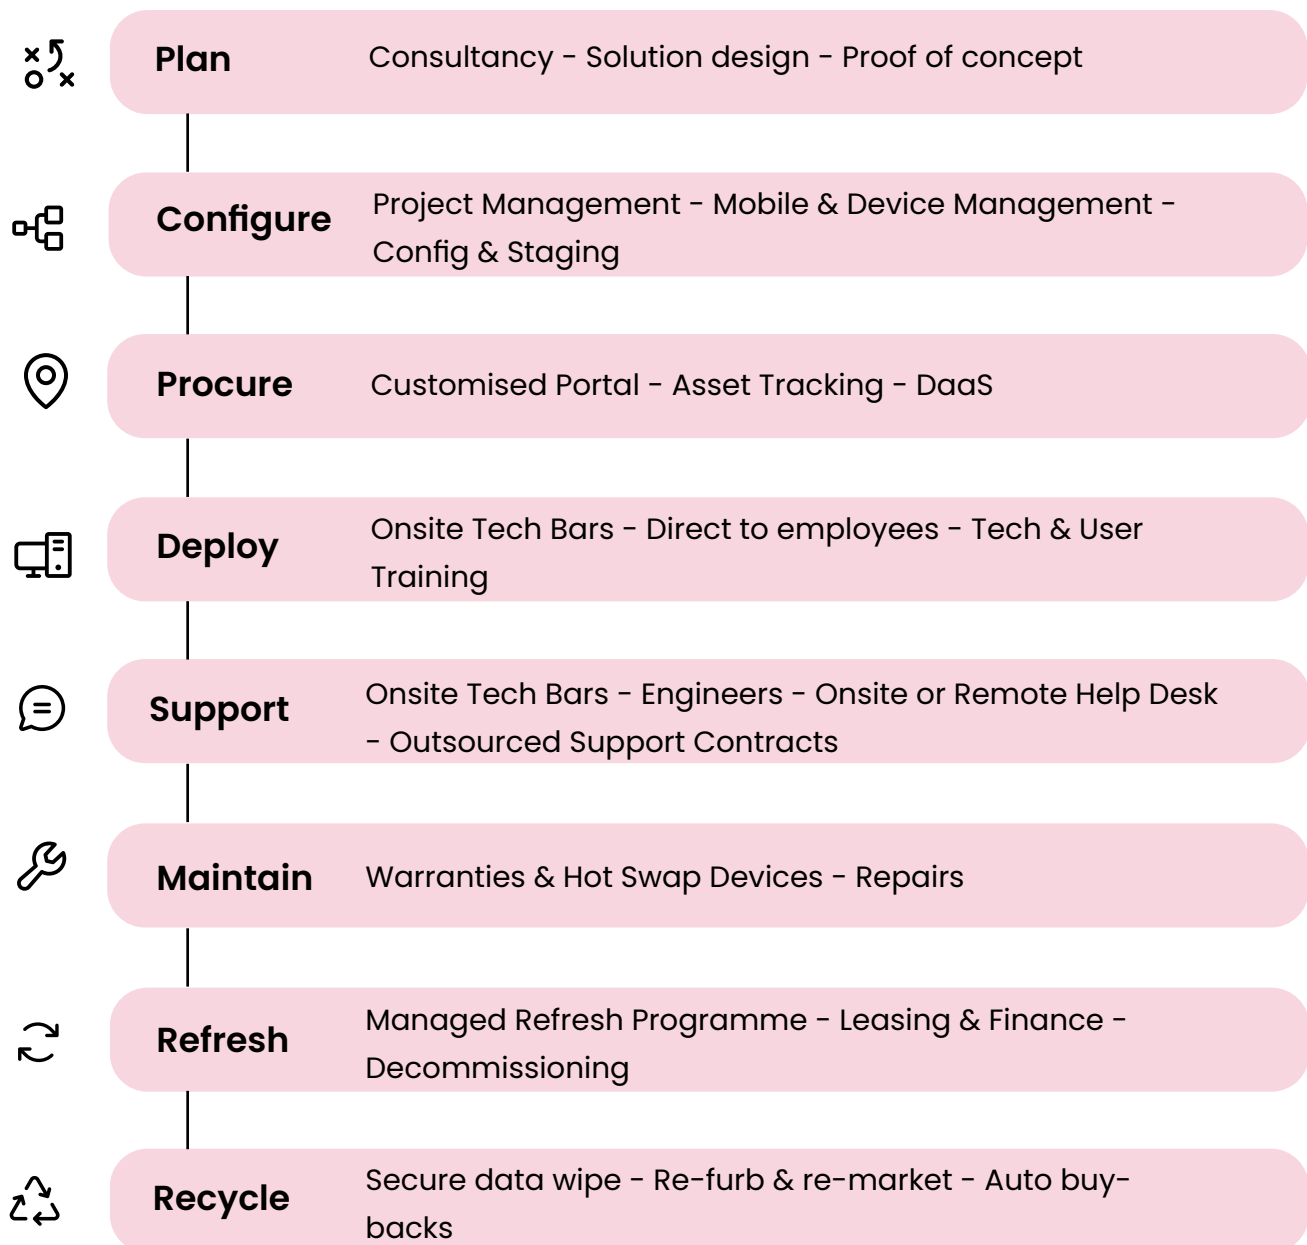 Plan
Consultancy - Solution design - Proof of concept
Configure
Project Management - Mobile & Device Management -
Config & Staging
Procure
Customised Portal - Asset Tracking - DaaS
Deploy
Onsite Tech Bars - Direct to employees - Tech & User
Training
Support
Onsite Tech Bars - Engineers - Onsite or Remote Help Desk
- Outsourced Support Contracts
Maintain
Warranties & Hot Swap Devices - Repairs
Refresh
Managed Refresh Programme - Leasing & Finance -
Decommissioning
Recycle
Secure data wipe - Re-furb & re-market - Auto buy-
backs